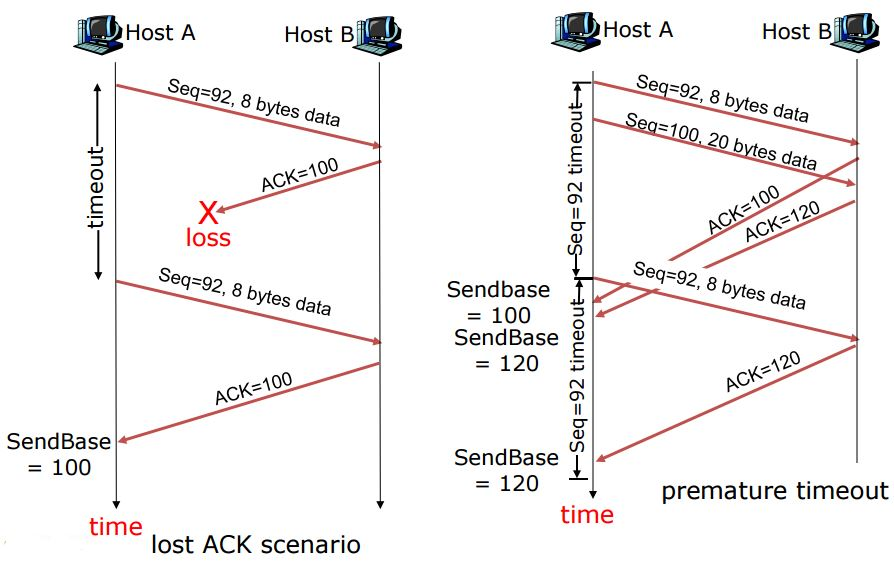 Host A
Host B
Seq=92, 8 bytes data
timeout
ACK=100
X
loss
Seq=92, 8 bytes data
ACK=100
SendBase
= 100
time
lost ACK scenario
Host A
Host B
Seq=92, 8 bytes data
Seq=100, 20 bytes data
Seq=92 timeout
ACK=100
ACK=120
Seq=92, 8 bytes data
Sendbase
= 100
SendBase
= 120
Seq=92 timeout
ACK=120
SendBase
= 120
time
premature timeout